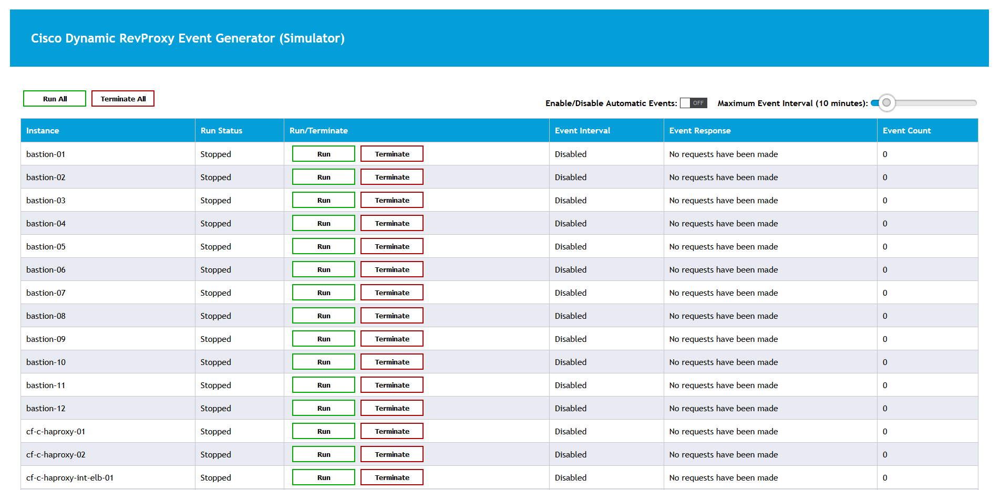 Cisco Dynamic RevProxy Event Generator (Simulator)
Run All Terminate All Enable/Disable Automatic Events: OFF Maximum Event Interval (10 minutes):
Instance Run Status Run/Terminate Event Interval Event Response Event Count
bastion-01 Stopped Run Terminate Disabled No requests have been made 0
bastion-02 Stopped Run Terminate Disabled No requests have been made 0
bastion-03 Stopped Run Terminate Disabled No requests have been made 0
bastion-04 Stopped Run Terminate Disabled No requests have been made 0
bastion-05 Stopped Run Terminate Disabled No requests have been made 0
bastion-06 Stopped Run Terminate Disabled No requests have been made 0
bastion-07 Stopped Run Terminate Disabled No requests have been made 0
bastion-08 Stopped Run Terminate Disabled No requests have been made 0
bastion-09 Stopped Run Terminate Disabled No requests have been made 0
bastion-10 Stopped Run Terminate Disabled No requests have been made 0
bastion-11 Stopped Run Terminate Disabled No requests have been made 0
bastion-12 Stopped Run Terminate Disabled No requests have been made 0
cf-c-haproxy-01 Stopped Run Terminate Disabled No requests have been made 0
cf-c-haproxy-02 Stopped Run Terminate Disabled No requests have been made 0
cf-c-haproxy-int-elb-01 Stopped Run Terminate Disabled No requests have been made 0